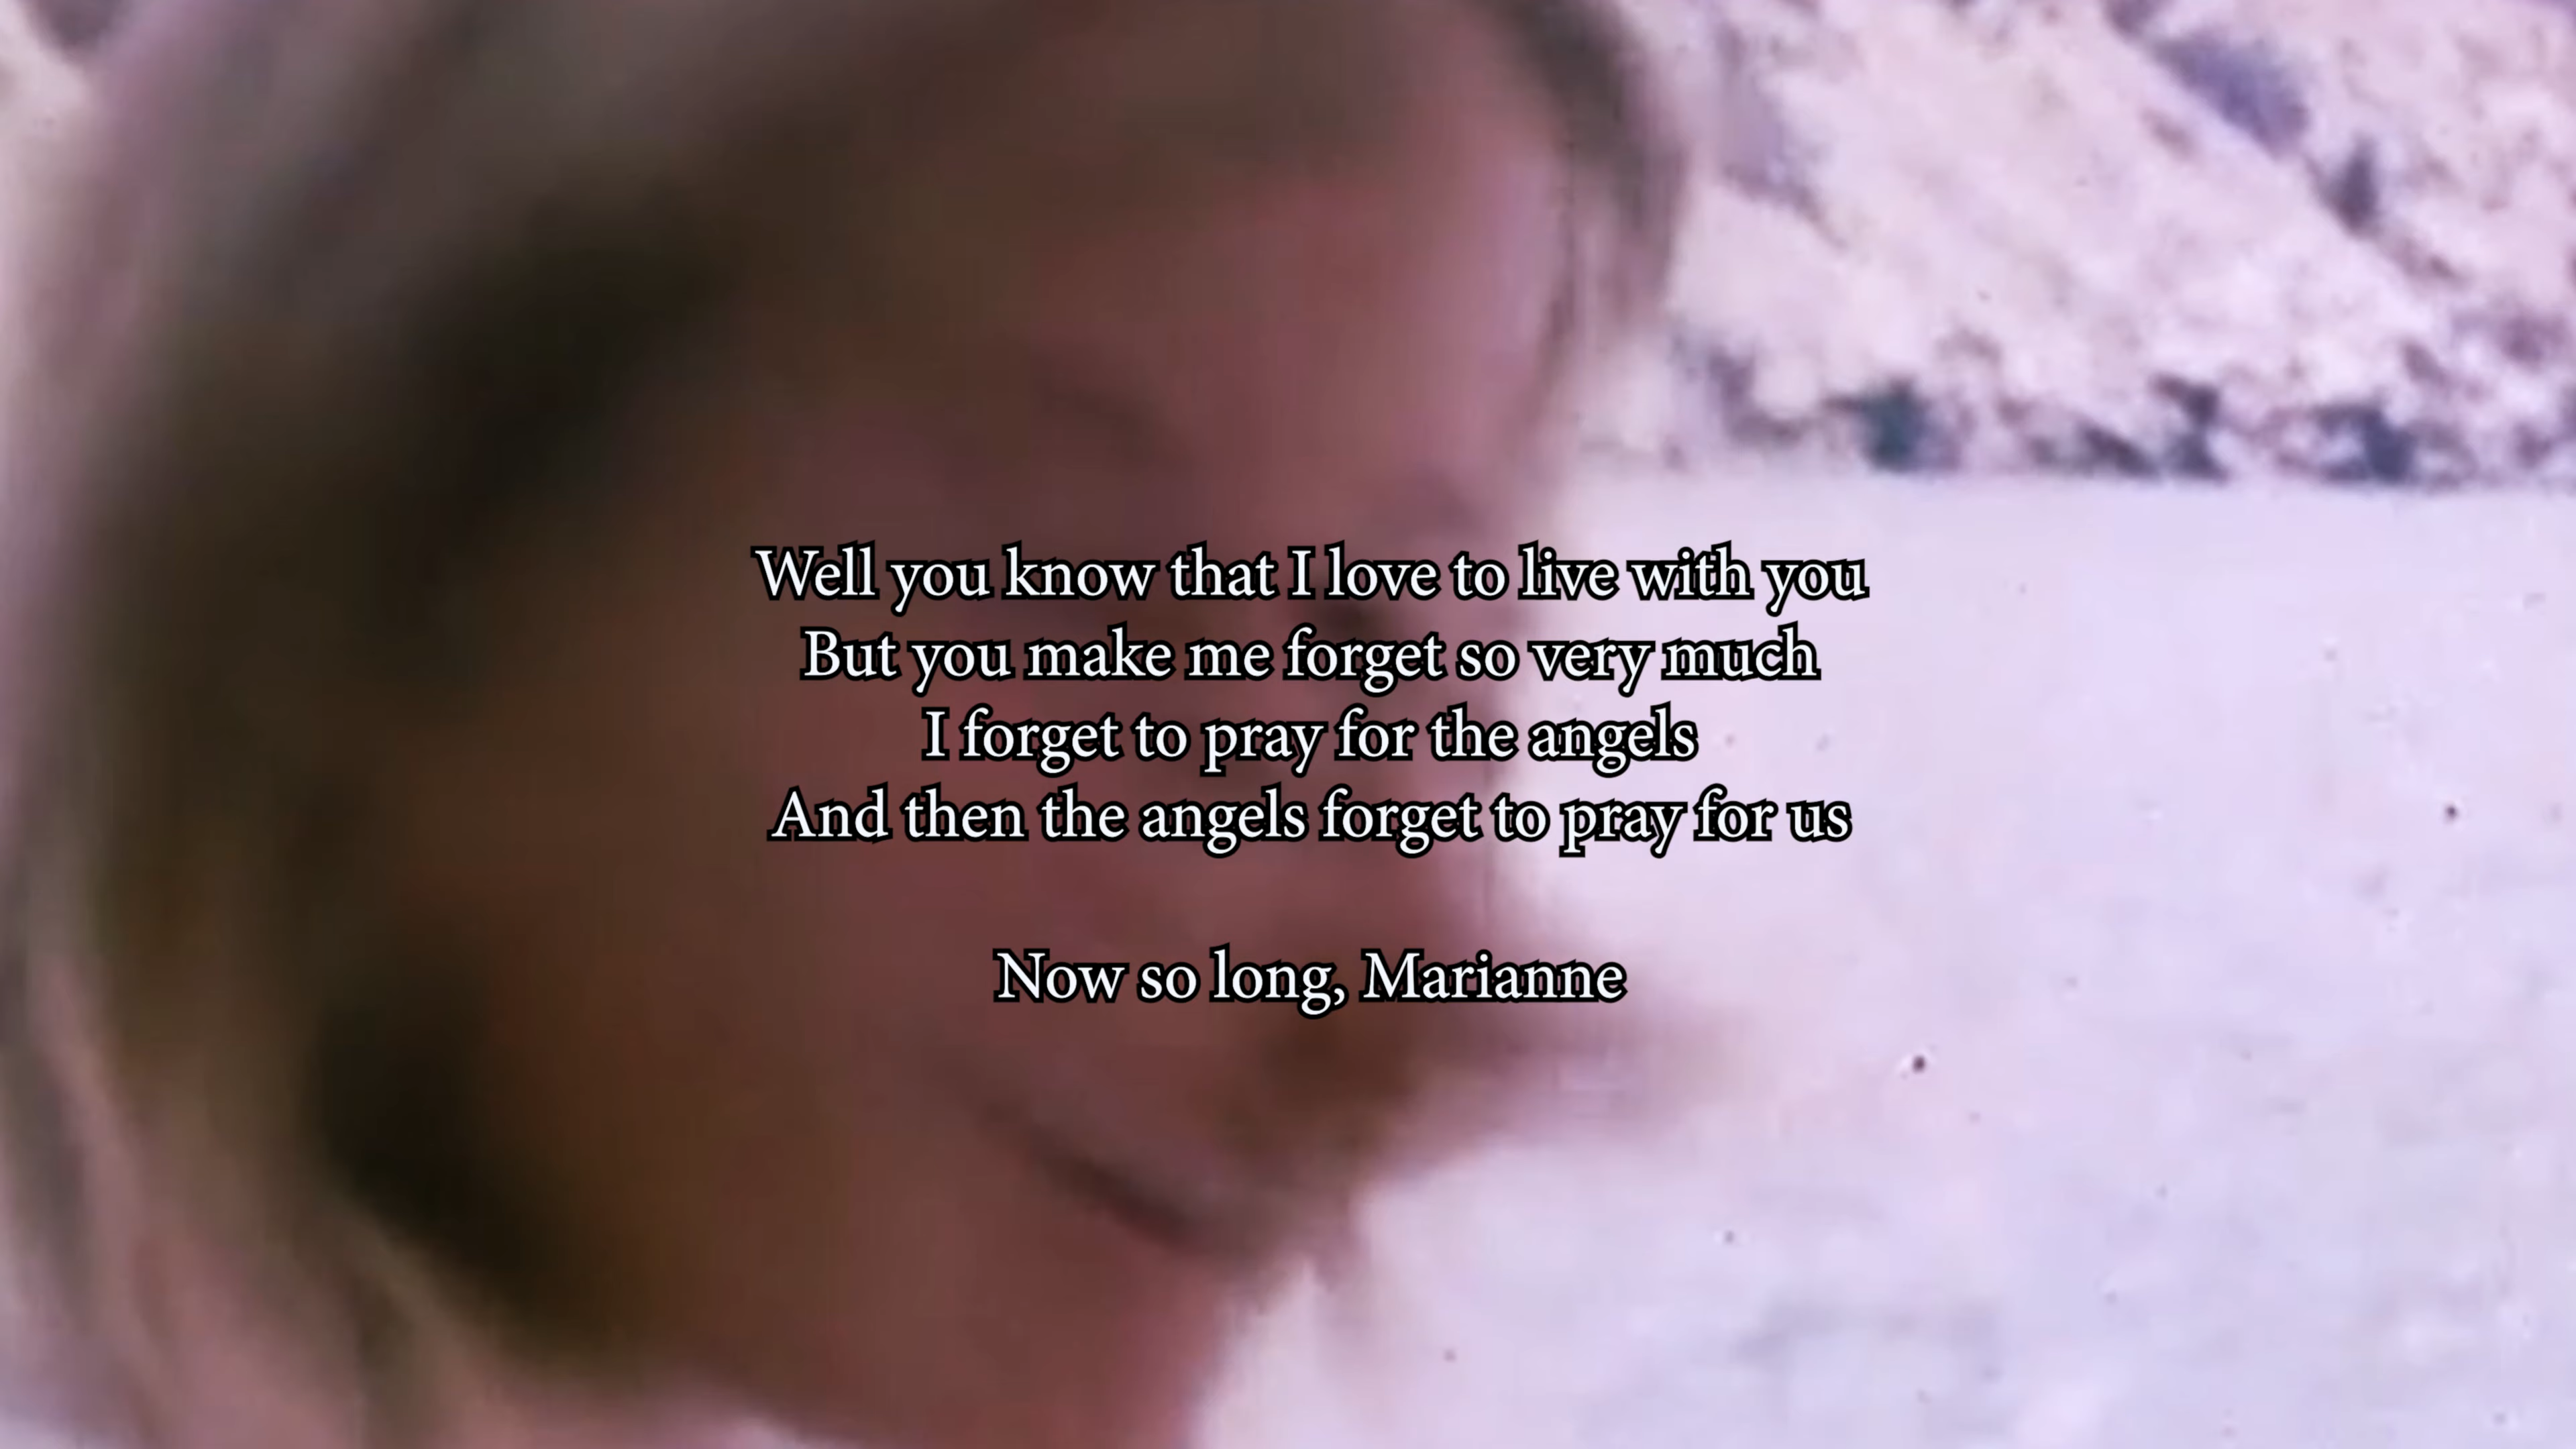 Well you know that I love to live with you
But you make me forget so very much
I forget to pray for the angels
And then the angels forget to pray for us
Now so long, Marianne